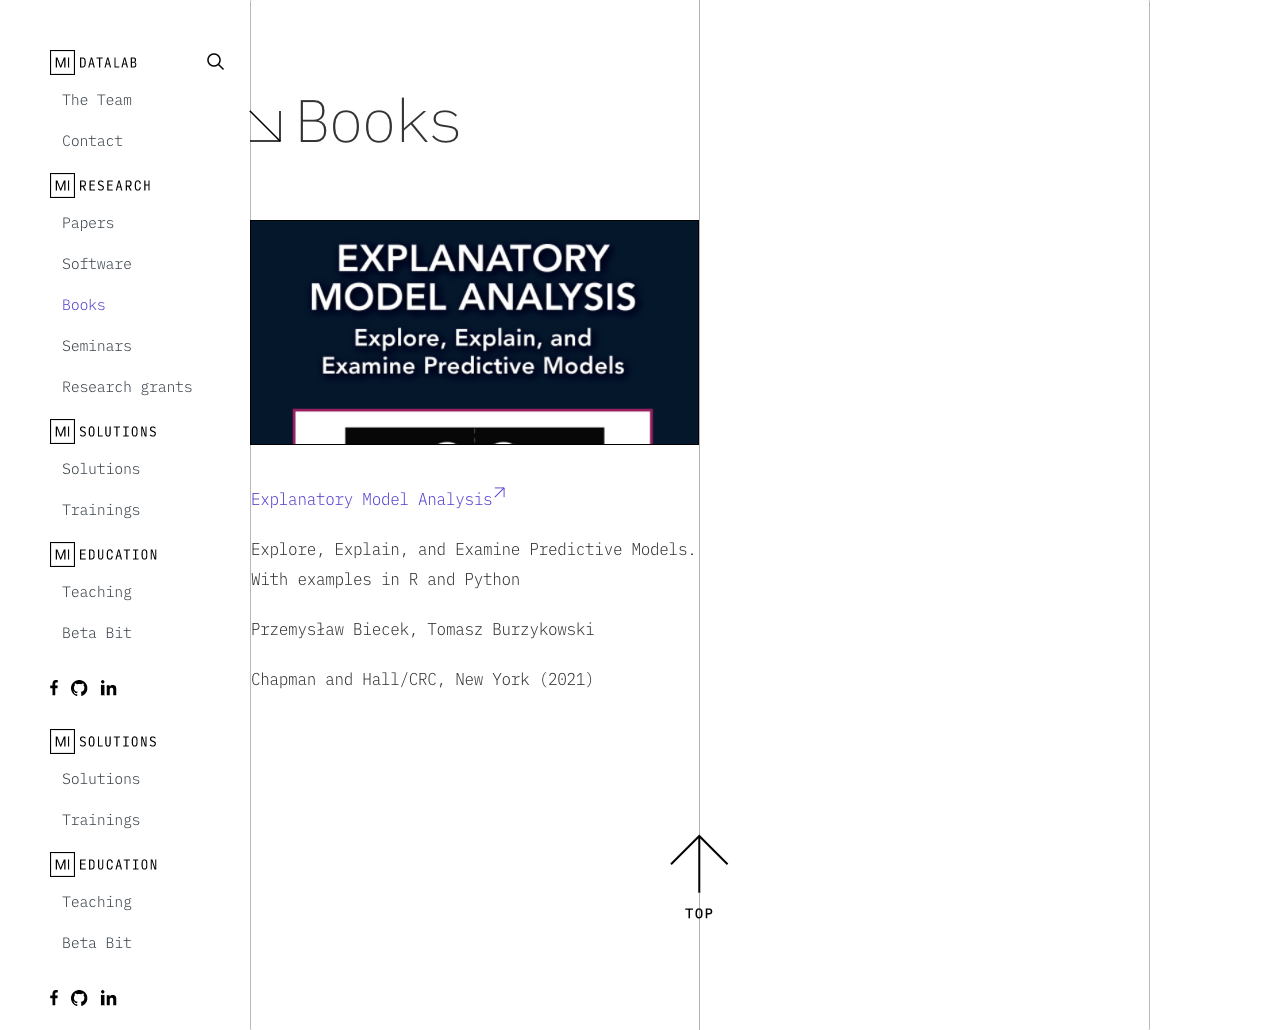 MI DATALAB
The Team
Contact
MI RESEARCH
Papers
Software
Books
Seminars
Research grants
MI SOLUTIONS
Solutions
Trainings
MI EDUCATION
Teaching
Beta Bit
MI SOLUTIONS
Solutions
Trainings
MI EDUCATION
Teaching
Beta Bit
Books
EXPLANATORY
MODEL ANALYSIS
Explore, Explain, and
Examine Predictive Models
Explanatory Model Analysis
Explore, Explain, and Examine Predictive Models.
With examples in R and Python
Przemysław Biecek, Tomasz Burzykowski
Chapman and Hall/CRC, New York (2021)
TOP